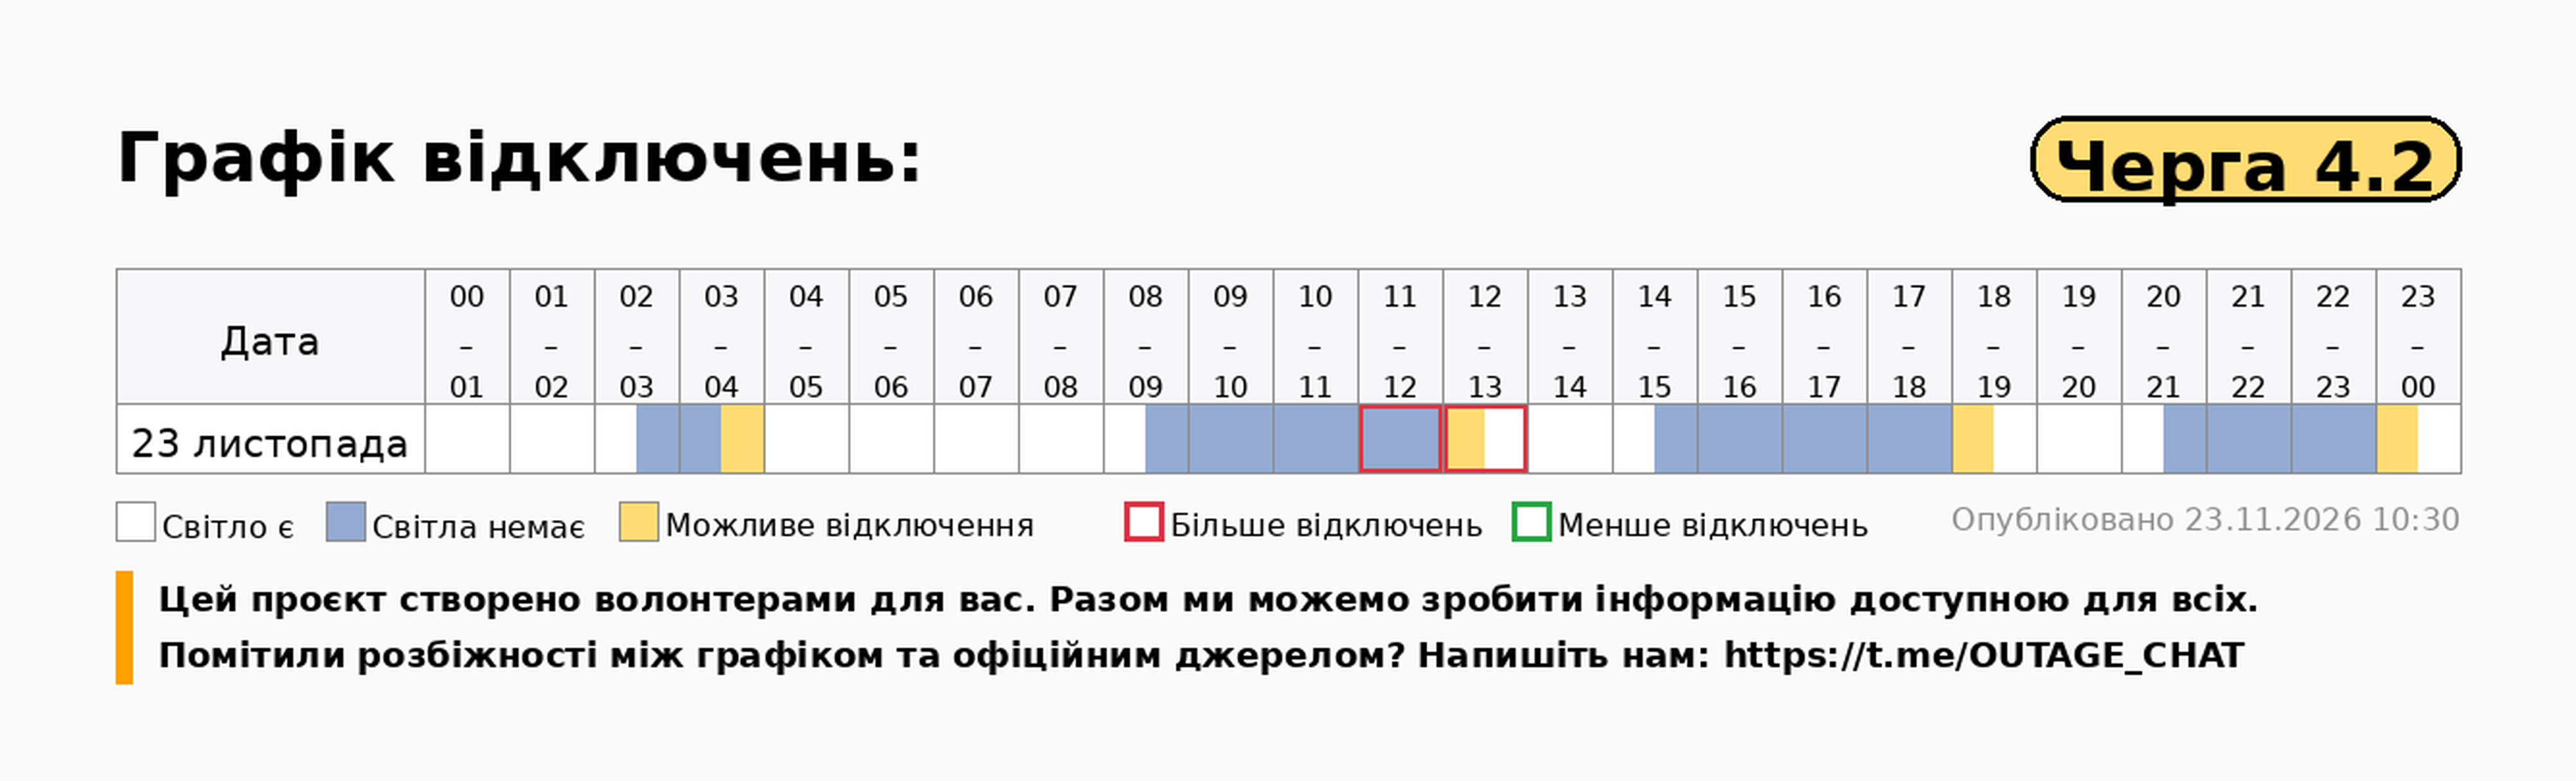 Графік відключень:
Черга 4.2
Дата 00 – 01 01 – 02 02 – 03 03 – 04 04 – 05 05 – 06 06 – 07 07 – 08 08 – 09 09 – 10 10 – 11 11 – 12 12 – 13 13 – 14 14 – 15 15 – 16 16 – 17 17 – 18 18 – 19 19 – 20 20 – 21 21 – 22 22 – 23 23 – 00
23 листопада
Світло є Світла немає Можливе відключення Більше відключень Менше відключень Опубліковано 23.11.2026 10:30
Цей проєкт створено волонтерами для вас. Разом ми можемо зробити інформацію доступною для всіх.
Помітили розбіжності між графіком та офіційним джерелом? Напишіть нам: https://t.me/OUTAGE_CHAT